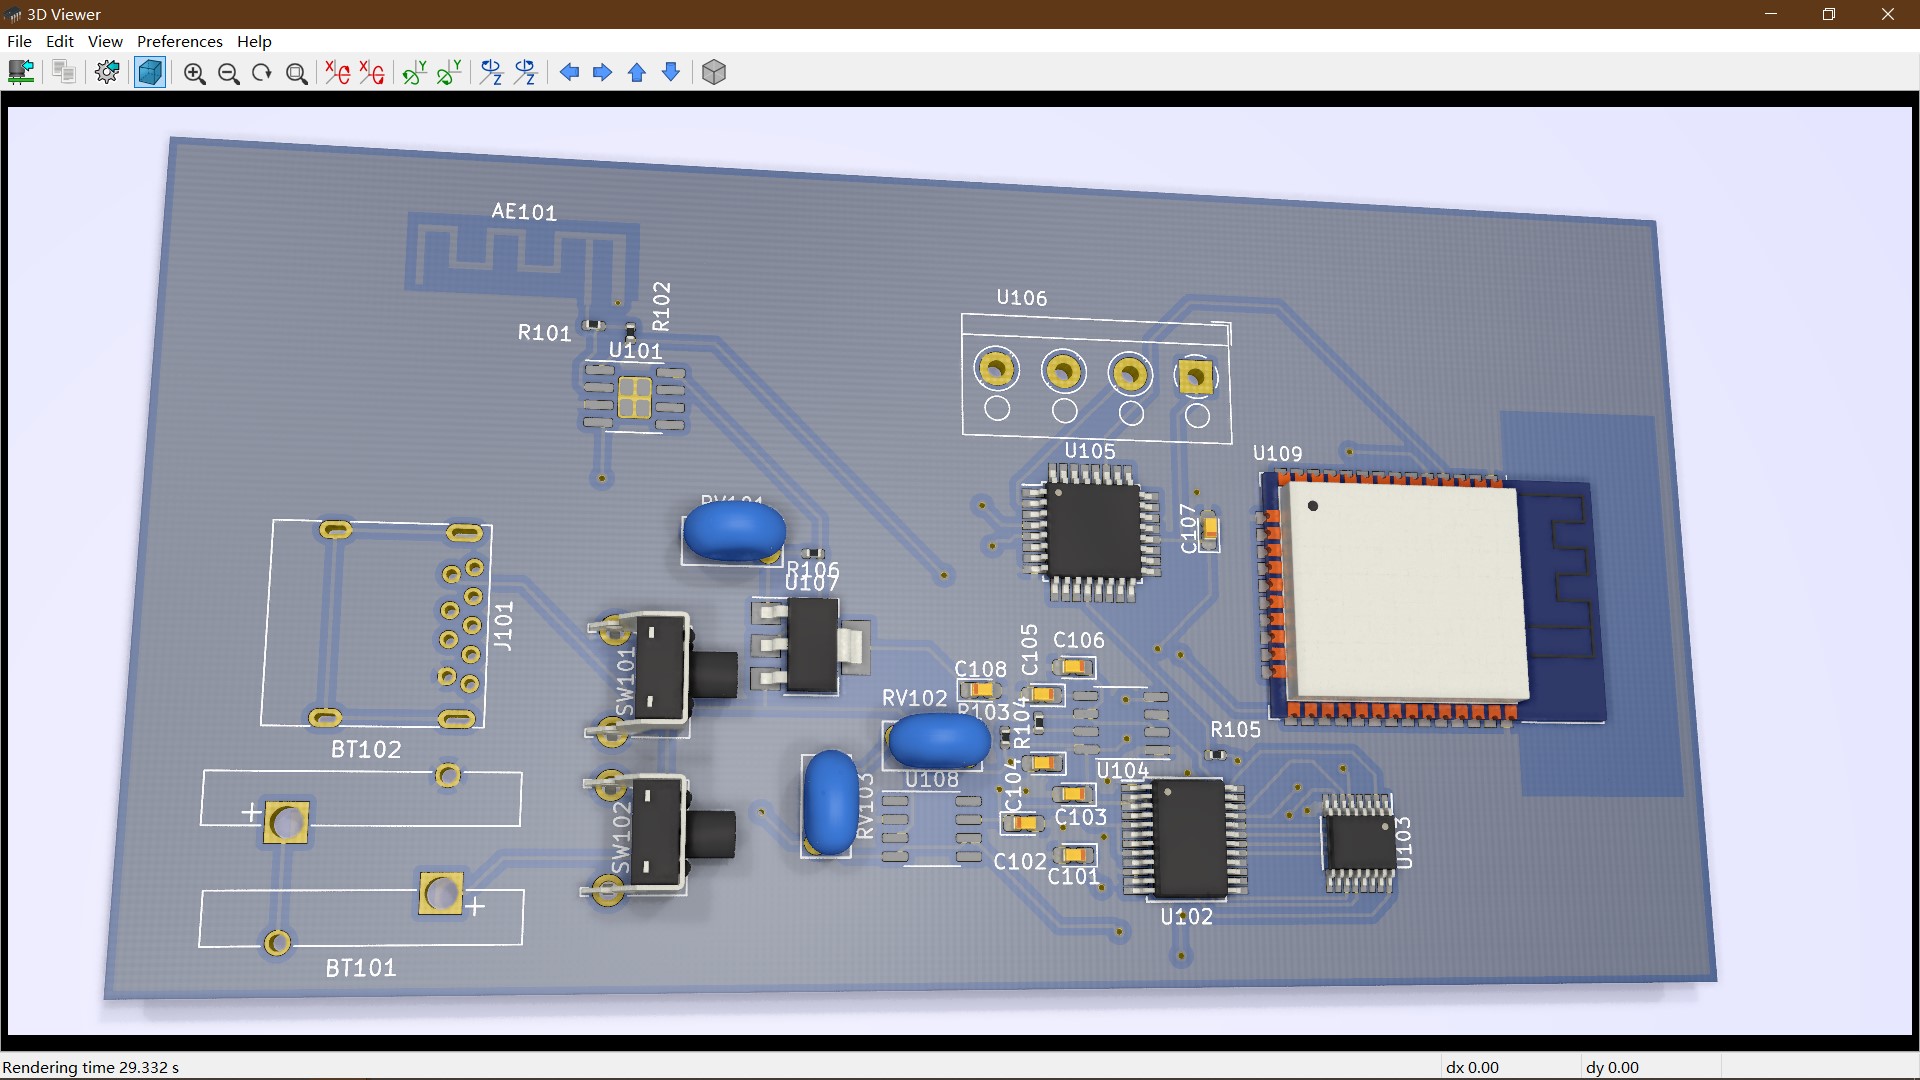 3D Viewer
File Edit View Preferences Help
AE101
R102
R101
U101
U106
U105
U109
C107
RV101
R106
U107
J101
SW101
C105
C106
C108
RV102
R103
R104
R105
BT102
U108
C104
U104
RV103
C103
SW102
U103
C102
C101
U102
BT101
+
+
Rendering time 29.332 s
dx 0.00
dy 0.00